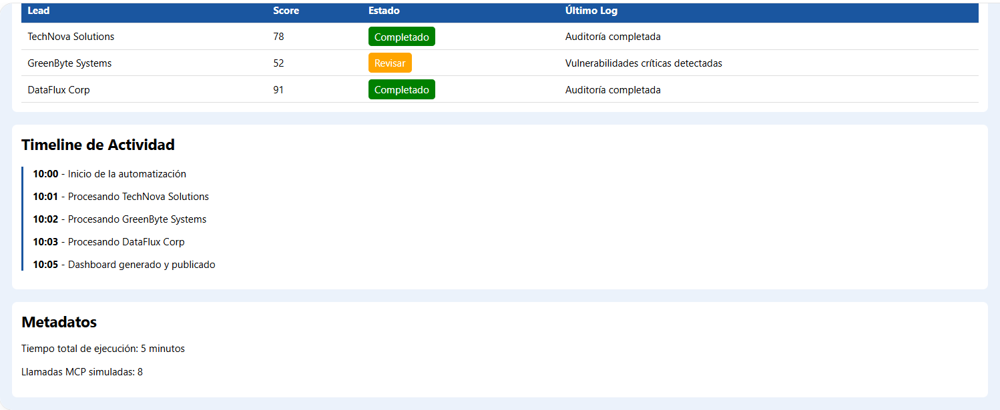 Lead Score Estado Último Log
TechNova Solutions 78 Completado Auditoría completada
GreenByte Systems 52 Revisar Vulnerabilidades críticas detectadas
DataFlux Corp 91 Completado Auditoría completada
Timeline de Actividad
10:00 - Inicio de la automatización
10:01 - Procesando TechNova Solutions
10:02 - Procesando GreenByte Systems
10:03 - Procesando DataFlux Corp
10:05 - Dashboard generado y publicado
Metadatos
Tiempo total de ejecución: 5 minutos
Llamadas MCP simuladas: 8